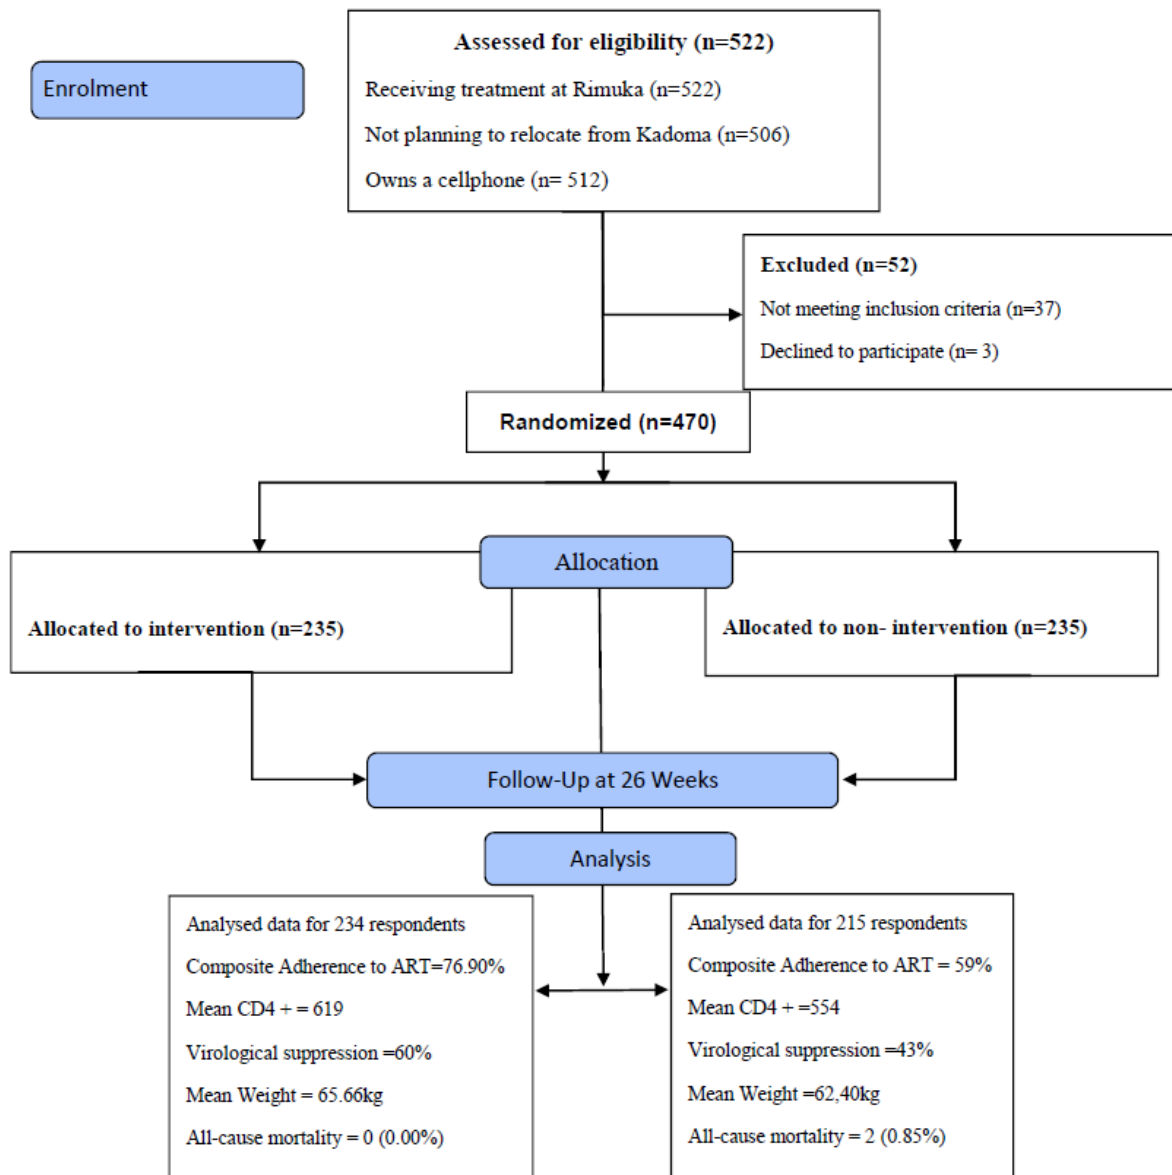 Assessed for eligibility (n=522)
Enrolment
Receiving treatment at Rimuka (n=522)
Not planning to relocate from Kadoma (n=506)
Owns a cellphone (n= 512)
Excluded (n=52)
Not meeting inclusion criteria (n=37)
Declined to participate (n= 3)
Randomized (n=470)
Allocation
Allocated to intervention (n=235)
Allocated to non- intervention (n=235)
Follow-Up at 26 Weeks
Analysis
Analysed data for 234 respondents
Composite Adherence to ART=76.90%
Mean CD4 + = 619
Virological suppression =60%
Mean Weight = 65.66kg
All-cause mortality = 0 (0.00%)
Analysed data for 215 respondents
Composite Adherence to ART = 59%
Mean CD4 + =554
Virological suppression =43%
Mean Weight =62,40kg
All-cause mortality = 2 (0.85%)